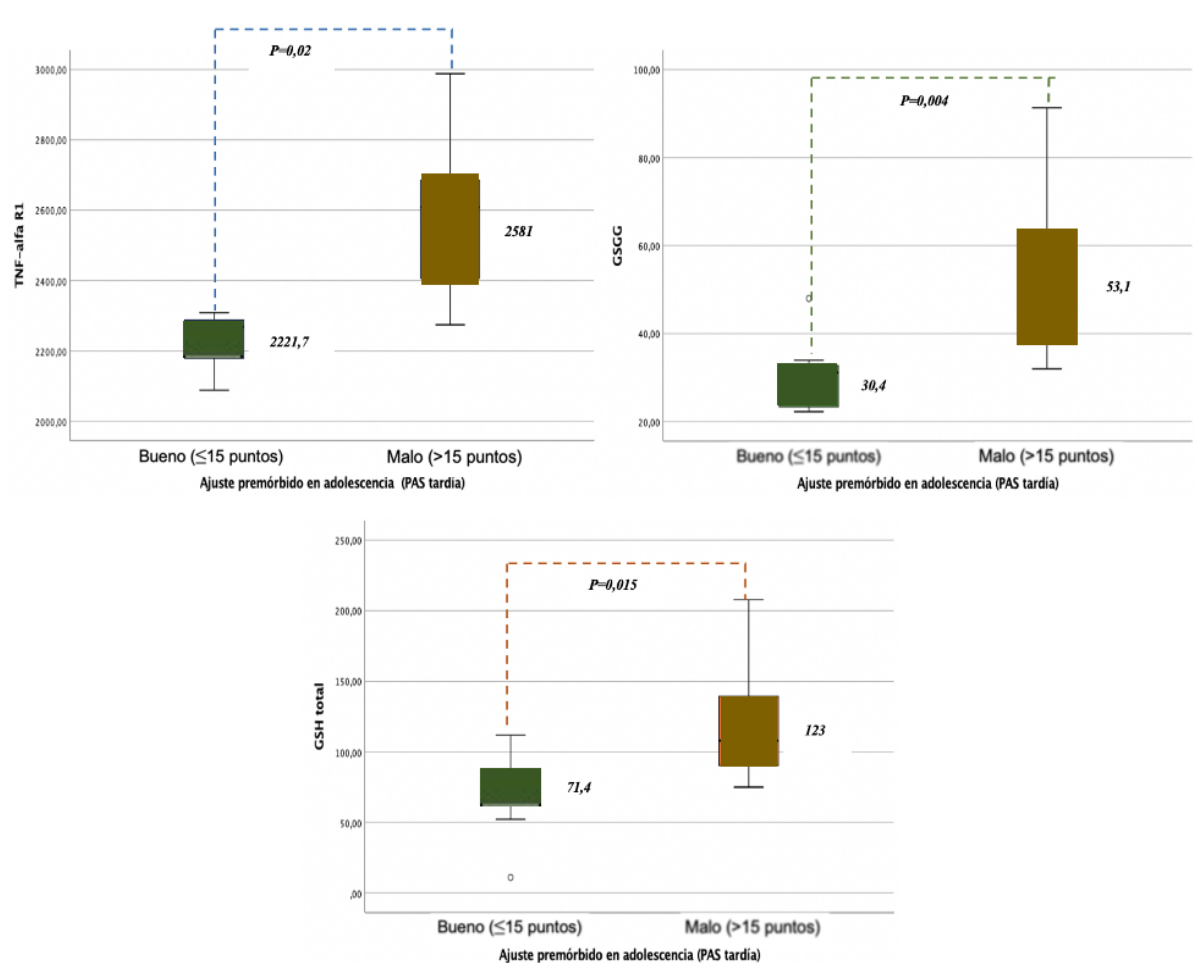 P=0,02
3000,00
2800,00
2600,00
2400,00
2200,00
2000,00
TNF-alfa R1
2581
2221,7
Bueno (≤15 puntos)
Malo (>15 puntos)
Ajuste premórbido en adolescencia (PAS tardía)
P=0,004
100,00
80,00
60,00
40,00
20,00
GSGG
53,1
30,4
Bueno (≤15 puntos)
Malo (>15 puntos)
Ajuste premórbido en adolescencia (PAS tardía)
P=0,015
250,00
200,00
150,00
100,00
50,00
,00
GSH total
123
71,4
Bueno (≤15 puntos)
Malo (>15 puntos)
Ajuste premórbido en adolescencia (PAS tardía)